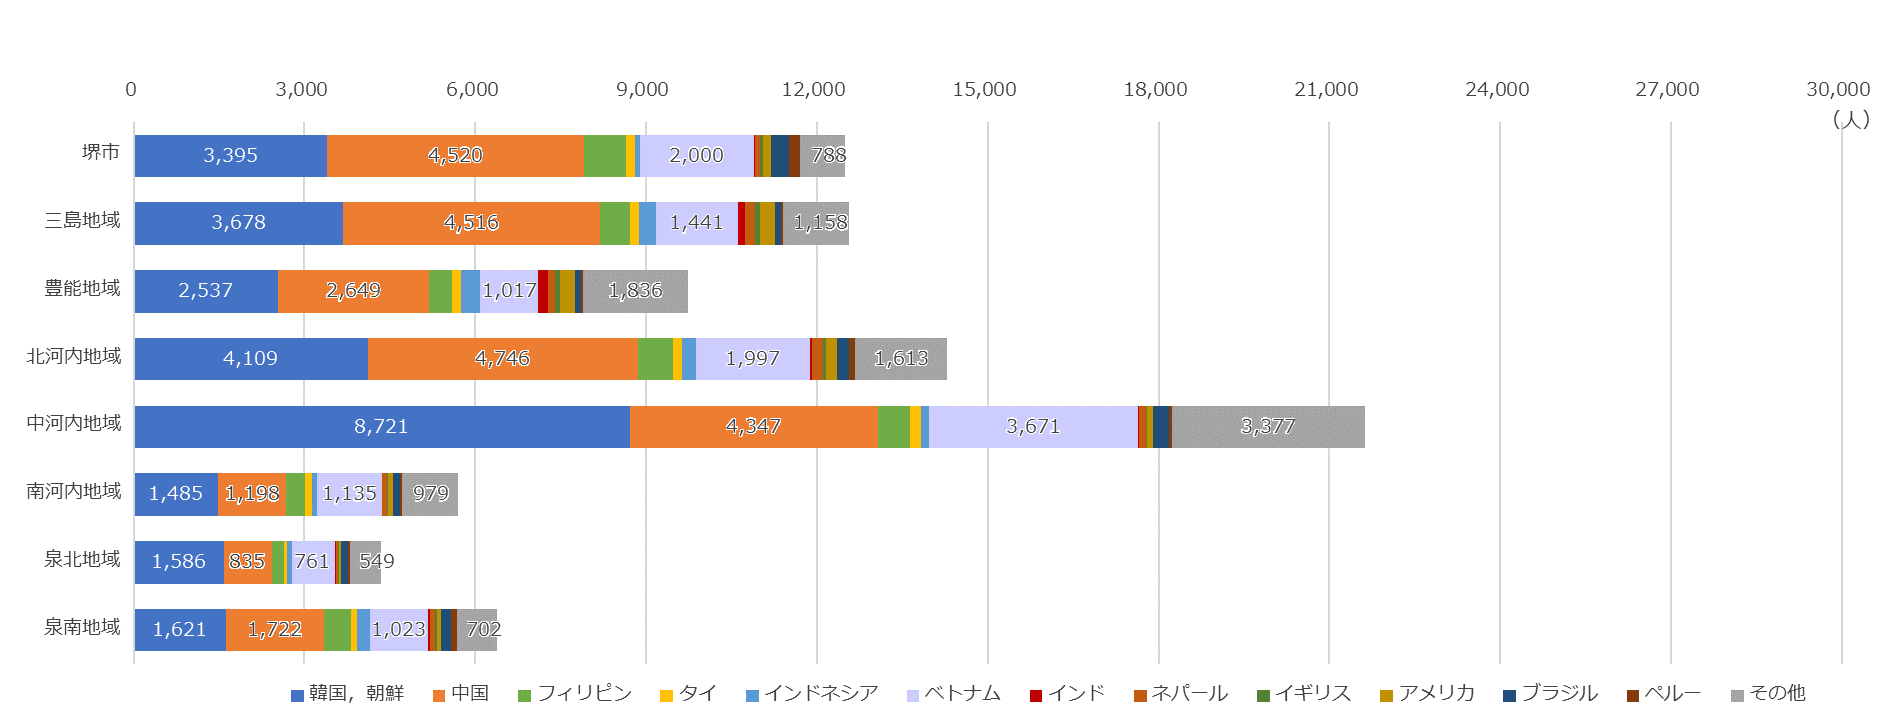 0 3,000 6,000 9,000 12,000 15,000 18,000 21,000 24,000 27,000 30,000
(人)
堺市 3,395 4,520 2,000 788
三島地域 3,678 4,516 1,441 1,158
豊能地域 2,537 2,649 1,017 1,836
北河内地域 4,109 4,746 1,997 1,613
中河内地域 8,721 4,347 3,671 3,377
南河内地域 1,485 1,198 1,135 979
泉北地域 1,586 835 761 549
泉南地域 1,621 1,722 1,023 702
韓国，朝鮮 中国 フィリピン タイ インドネシア ベトナム インド ネパール イギリス アメリカ ブラジル ペルー その他